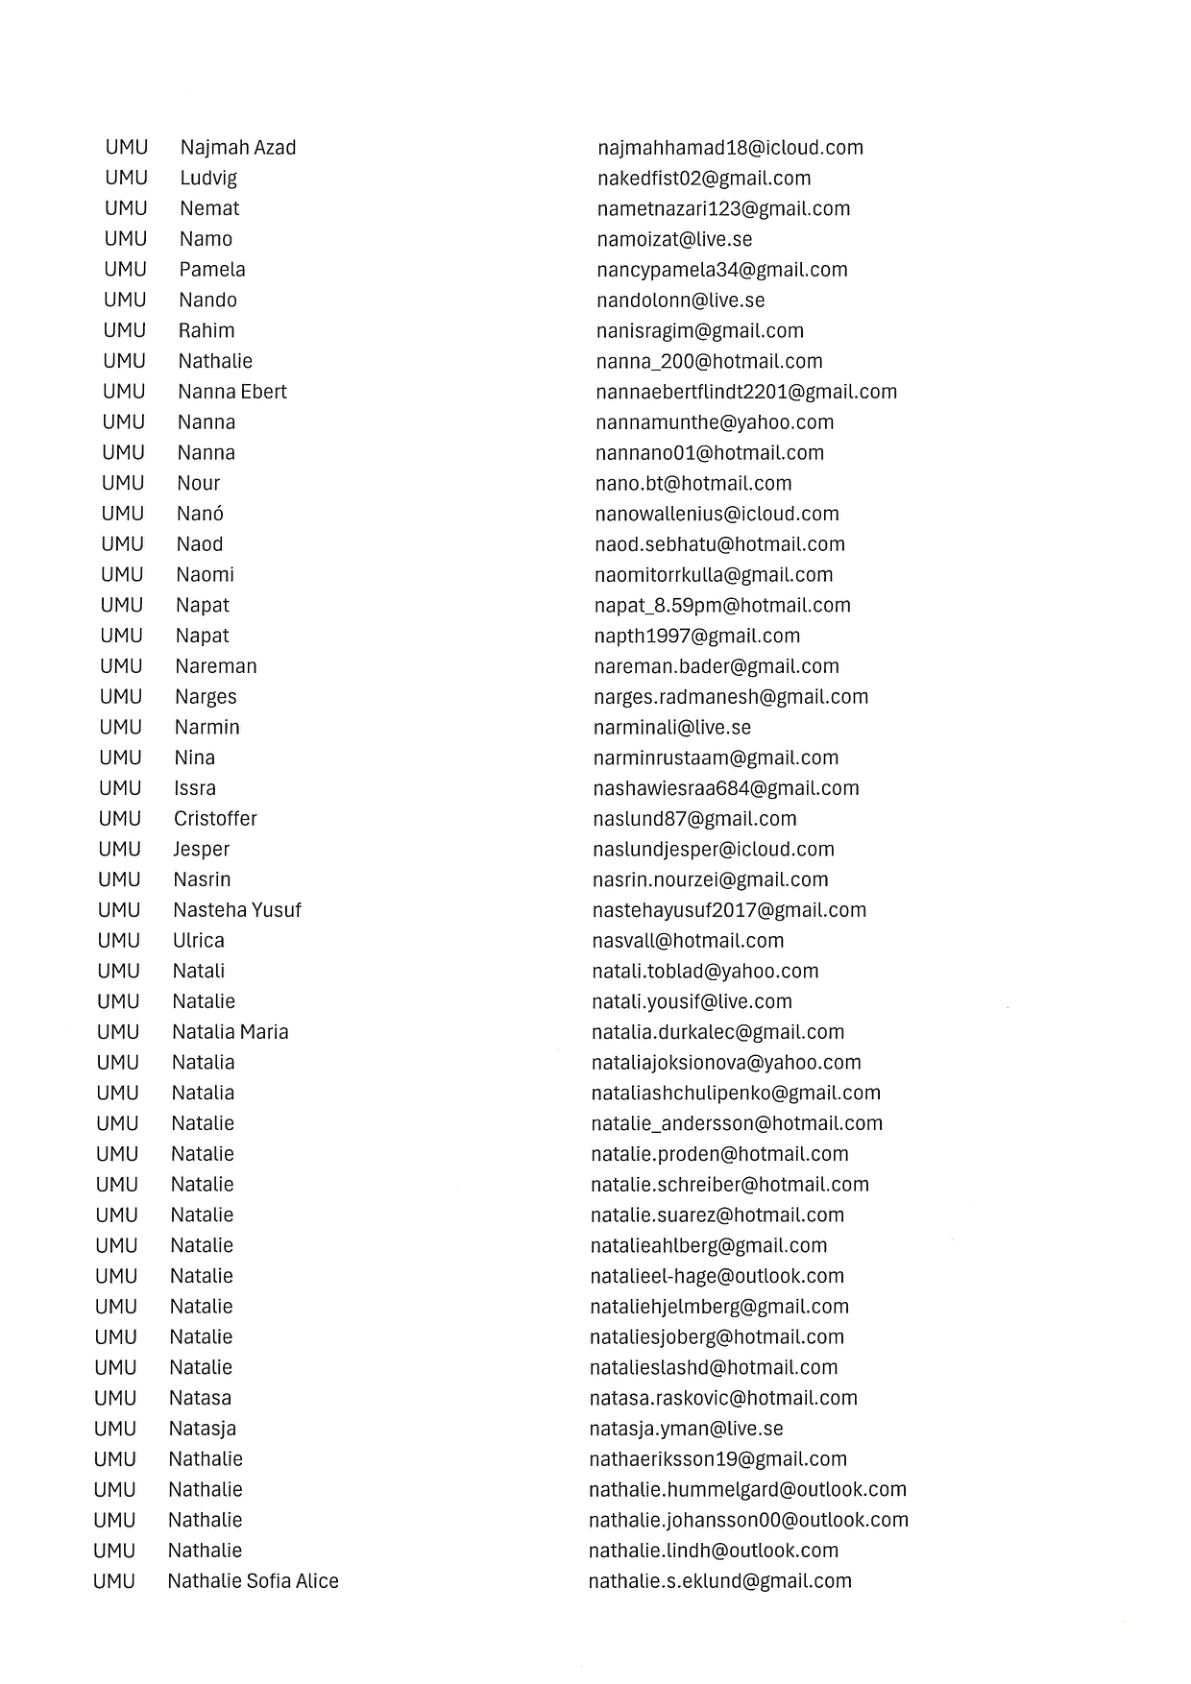 UMU Najmah Azad najmahhamad18@icloud.com
UMU Ludvig nakedfist02@gmail.com
UMU Nemat nametnazari123@gmail.com
UMU Namo namoizat@live.se
UMU Pamela nancypamela34@gmail.com
UMU Nando nandolonn@live.se
UMU Rahim nanisragim@gmail.com
UMU Nathalie nanna_200@hotmail.com
UMU Nanna Ebert nannaebertflindt2201@gmail.com
UMU Nanna nannamunthe@yahoo.com
UMU Nanna nannano01@hotmail.com
UMU Nour nano.bt@hotmail.com
UMU Nanó nanowallenius@icloud.com
UMU Naod naod.sebhatu@hotmail.com
UMU Naomi naomitorrkulla@gmail.com
UMU Napat napat_8.59pm@hotmail.com
UMU Napat napth1997@gmail.com
UMU Nareman nareman.bader@gmail.com
UMU Narges narges.radmanesh@gmail.com
UMU Narmin narminali@live.se
UMU Nina narminrustaam@gmail.com
UMU Issra nashawiesraa684@gmail.com
UMU Cristoffer naslund87@gmail.com
UMU Jesper naslundjesper@icloud.com
UMU Nasrin nasrin.nourzei@gmail.com
UMU Nasteha Yusuf nastehayusuf2017@gmail.com
UMU Ulrica nasvall@hotmail.com
UMU Natali natali.toblad@yahoo.com
UMU Natalie natali.yousif@live.com
UMU Natalia Maria natalia.durkalec@gmail.com
UMU Natalia nataliajoksionova@yahoo.com
UMU Natalia nataliashchulipenko@gmail.com
UMU Natalie natalie_andersson@hotmail.com
UMU Natalie natalie.proden@hotmail.com
UMU Natalie natalie.schreiber@hotmail.com
UMU Natalie natalie.suarez@hotmail.com
UMU Natalie natalieahlberg@gmail.com
UMU Natalie natalieel-hage@outlook.com
UMU Natalie nataliehjelmberg@gmail.com
UMU Natalie nataliesjoberg@hotmail.com
UMU Natalie natalieslashd@hotmail.com
UMU Natasa natasa.raskovic@hotmail.com
UMU Natasja natasja.yman@live.se
UMU Nathalie nathaeriksson19@gmail.com
UMU Nathalie nathalie.hummelgard@outlook.com
UMU Nathalie nathalie.johansson00@outlook.com
UMU Nathalie nathalie.lindh@outlook.com
UMU Nathalie Sofia Alice nathalie.s.eklund@gmail.com